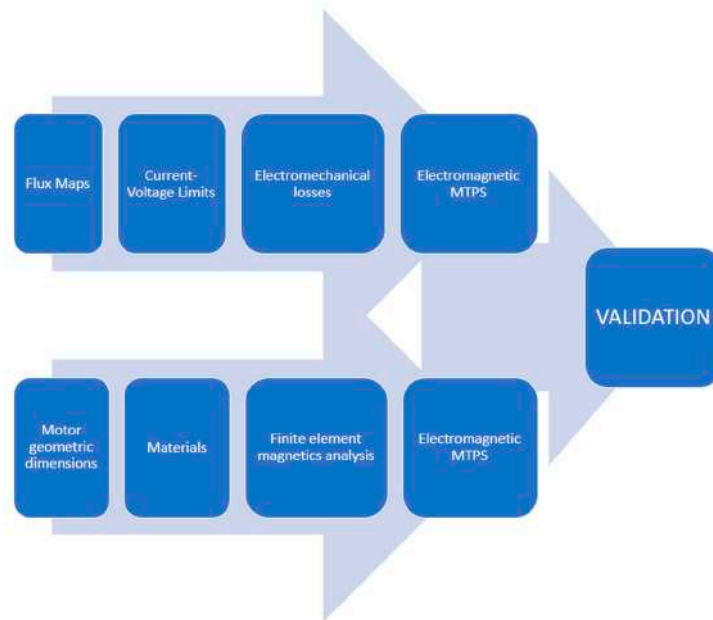 Flux Maps
Current-
Voltage Limits
Electromechanical
losses
Electromagnetic
MTPS
VALIDATION
Motor
geometric
dimensions
Materials
Finite element
magnetics analysis
Electromagnetic
MTPS